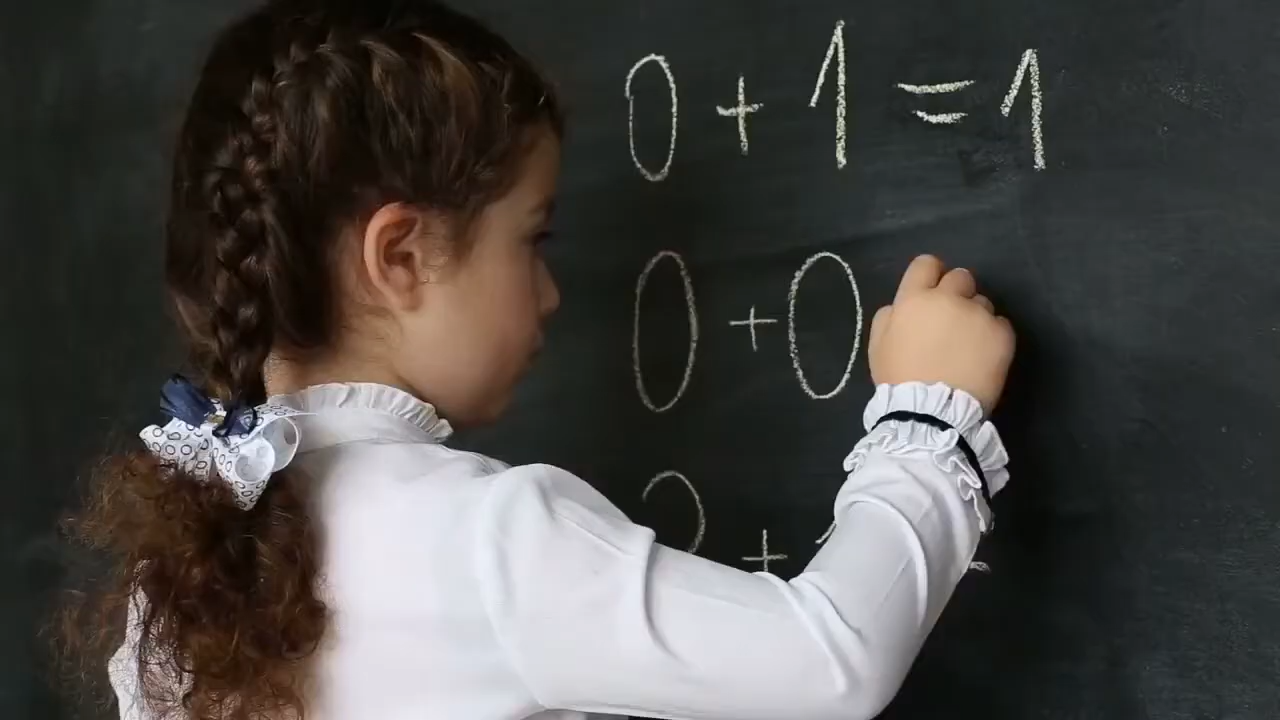 0 + 1 = 1
0 + 0
+